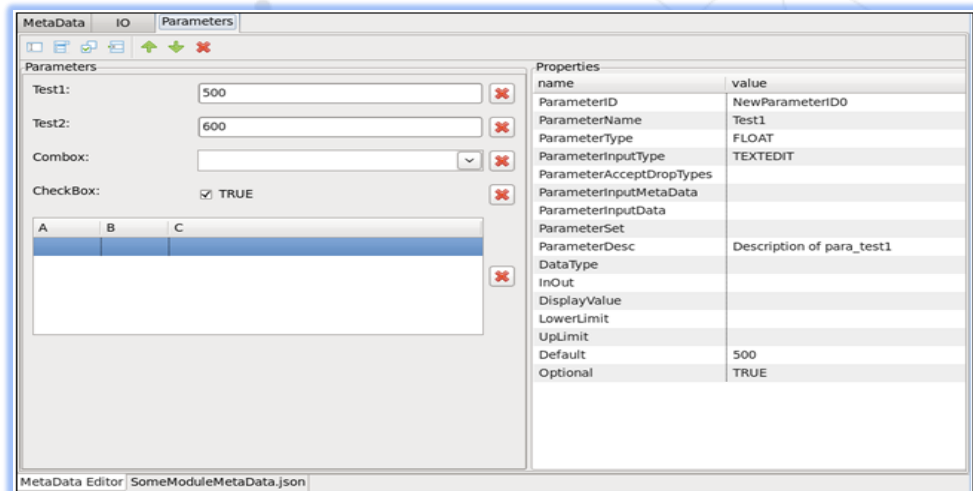 MetaData IO Parameters
Parameters
Test1: 500
Test2: 600
Combox:
CheckBox: TRUE
A B C
Properties
name value
ParameterID NewParameterID0
ParameterName Test1
ParameterType FLOAT
ParameterInputType TEXTEDIT
ParameterAcceptDropTypes
ParameterInputMetaData
ParameterInputData
ParameterSet
ParameterDesc Description of para_test1
DataType
InOut
DisplayValue
LowerLimit
UpLimit
Default 500
Optional TRUE
MetaData Editor SomeModuleMetaData.json